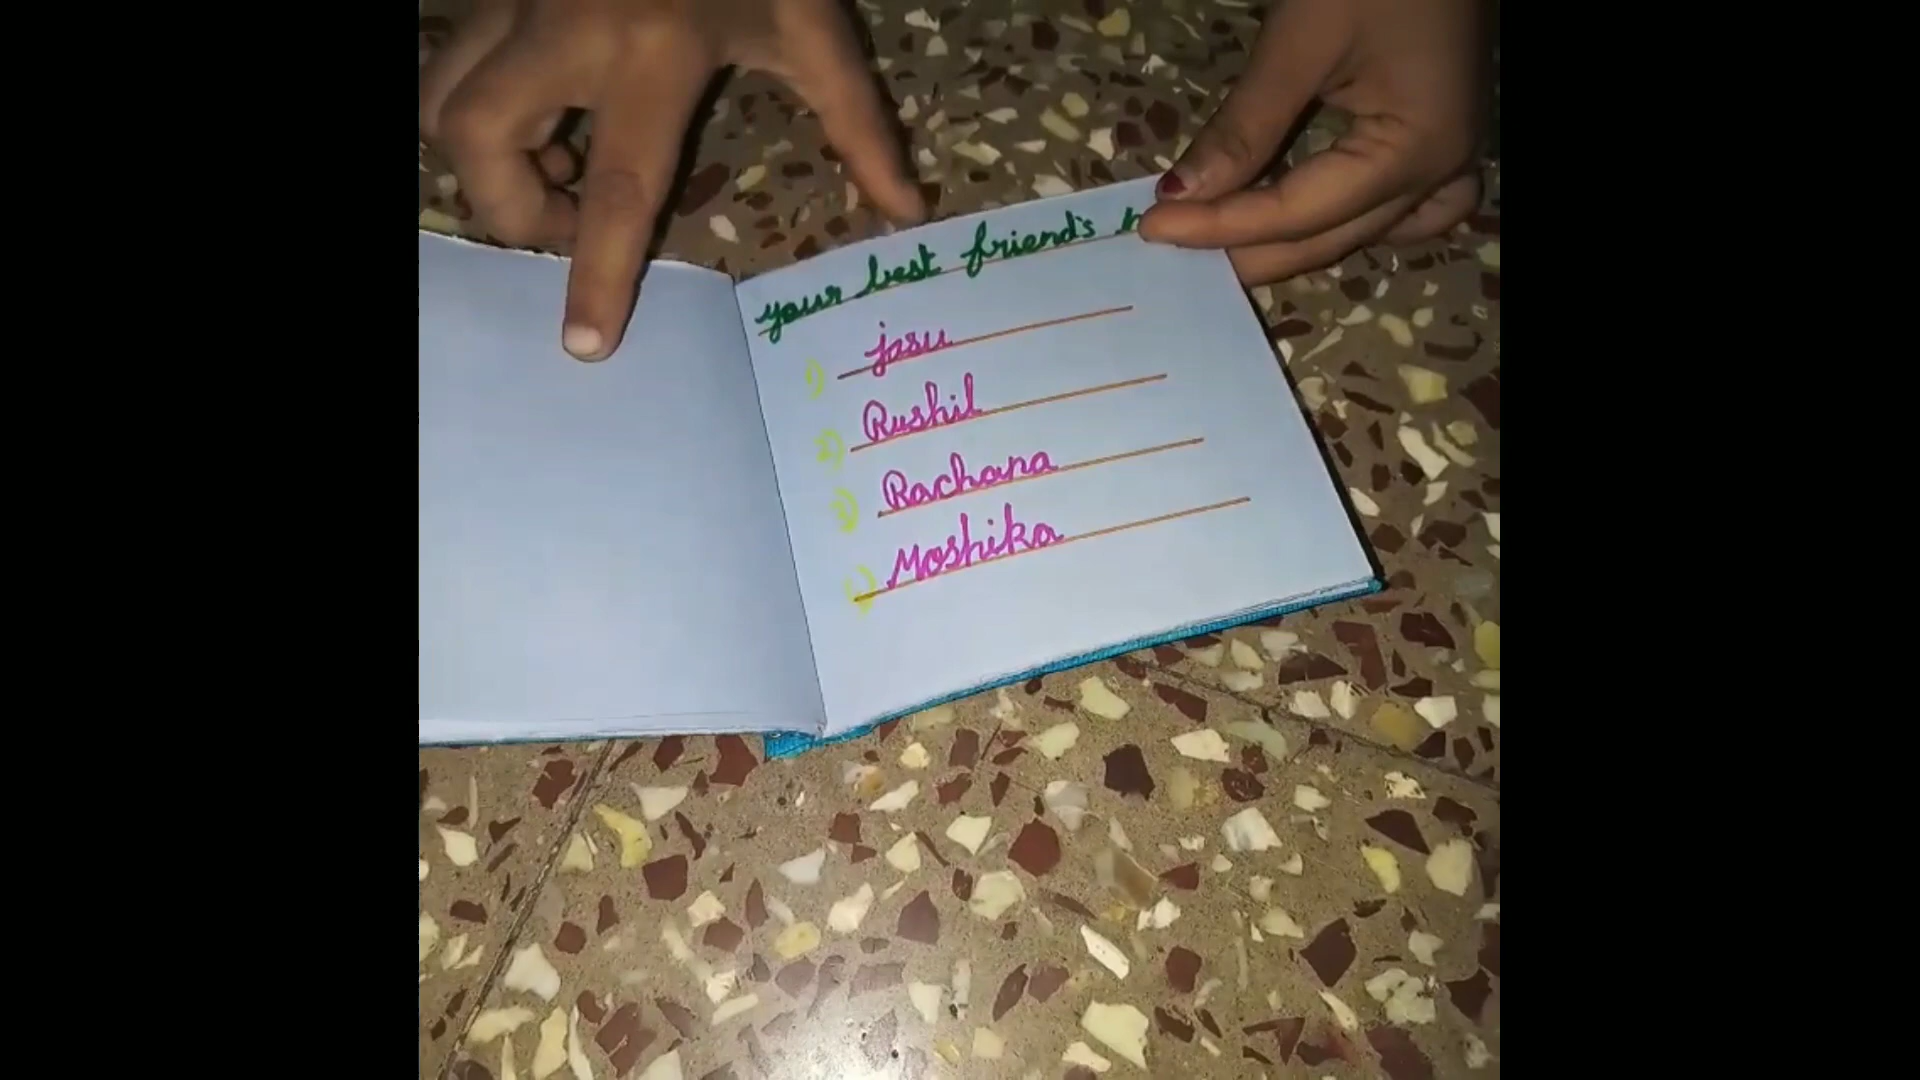 your best friend's
1) jasu
2) Rushil
3) Rachana
4) Moshika